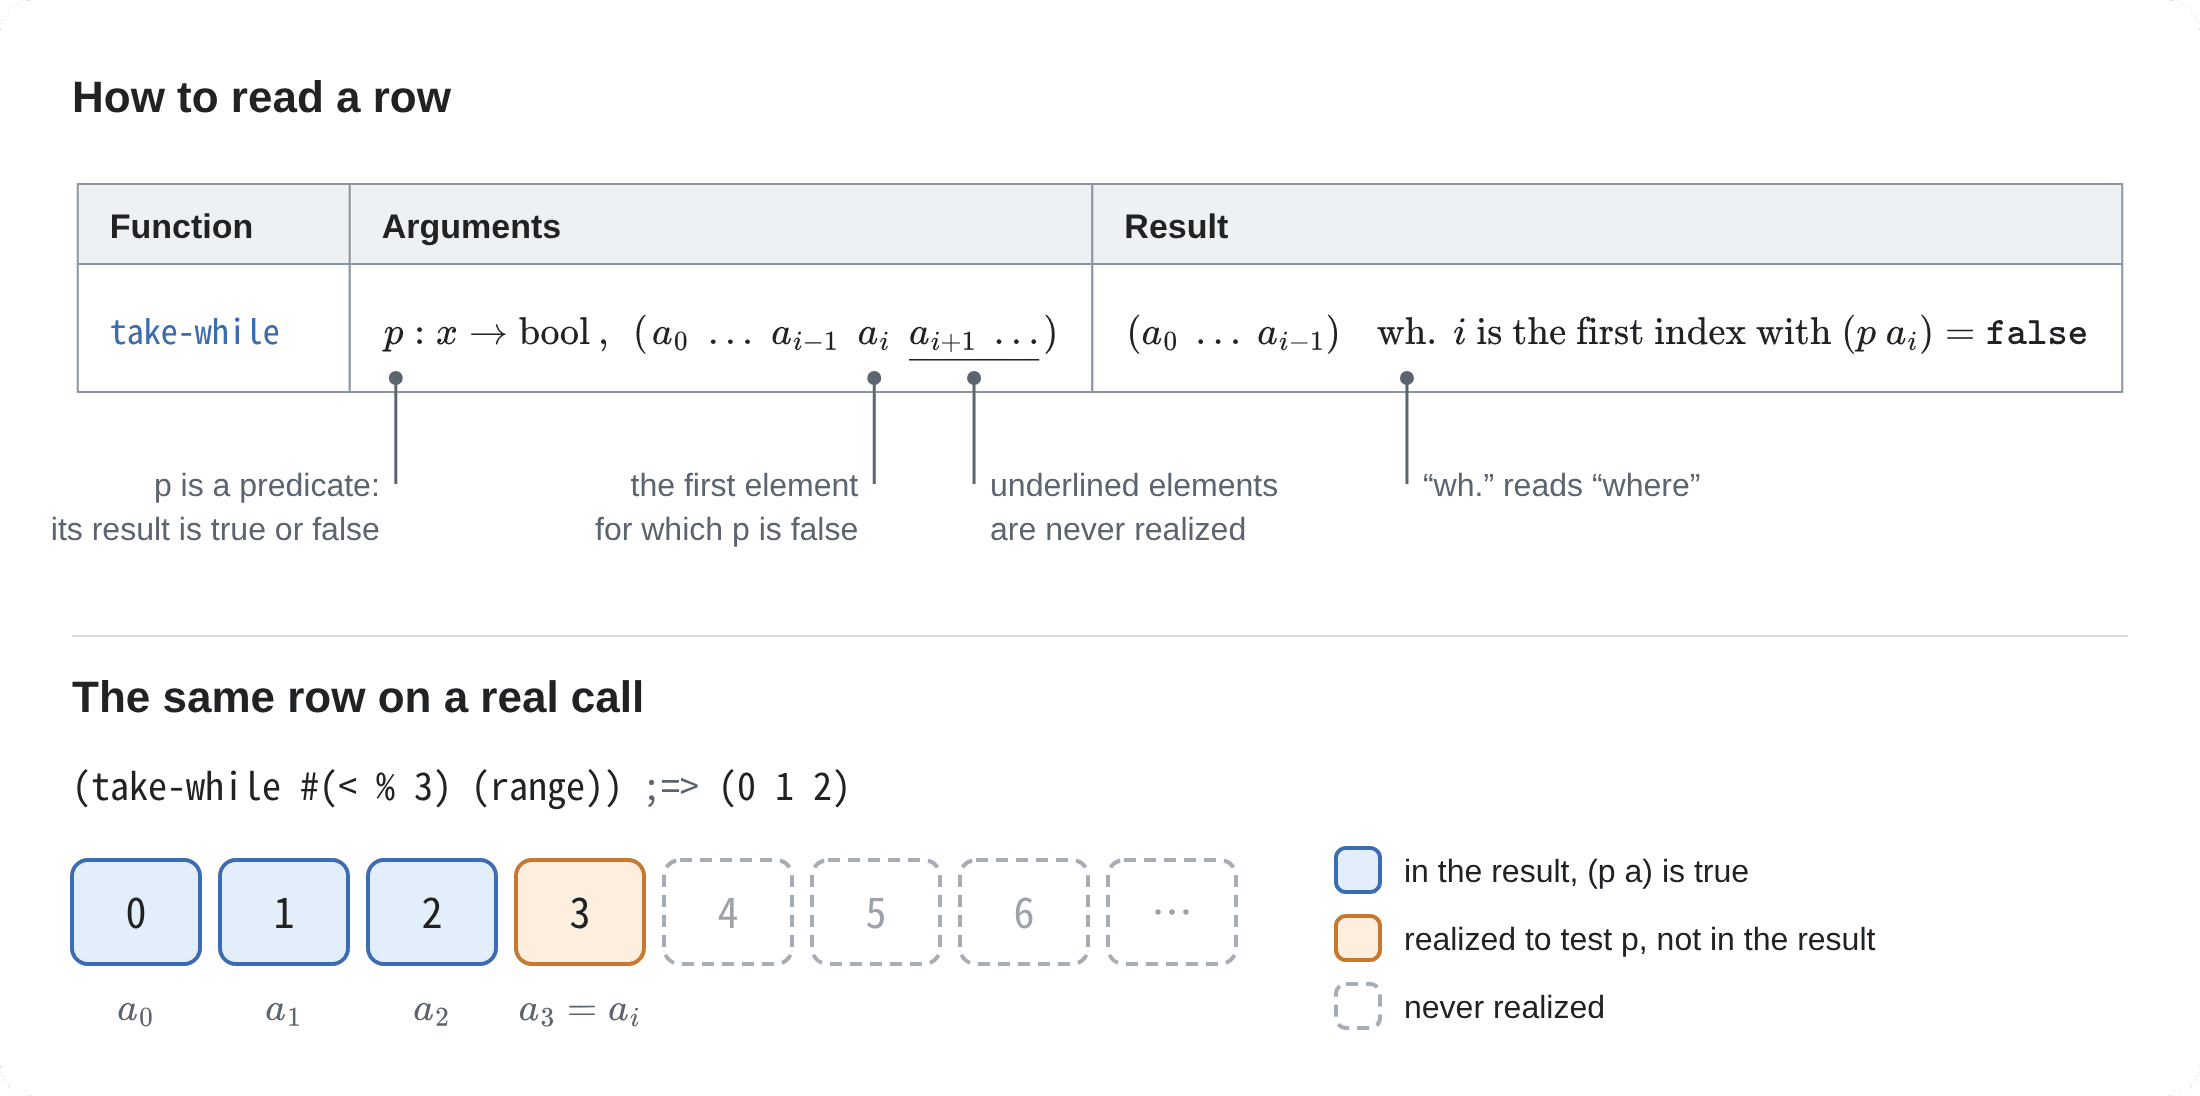 How to read a row
Function Arguments Result
take-while p : x → bool , (a₀ … aᵢ₋₁ aᵢ aᵢ₊₁ …) (a₀ … aᵢ₋₁) wh. i is the first index with (p aᵢ) = false
p is a predicate: the first element underlined elements “wh.” reads “where”
its result is true or false for which p is false are never realized
The same row on a real call
(take-while #(< % 3) (range)) ;=> (0 1 2)
0 1 2 3 4 5 6 …
a₀ a₁ a₂ a₃ = aᵢ
in the result, (p a) is true
realized to test p, not in the result
never realized